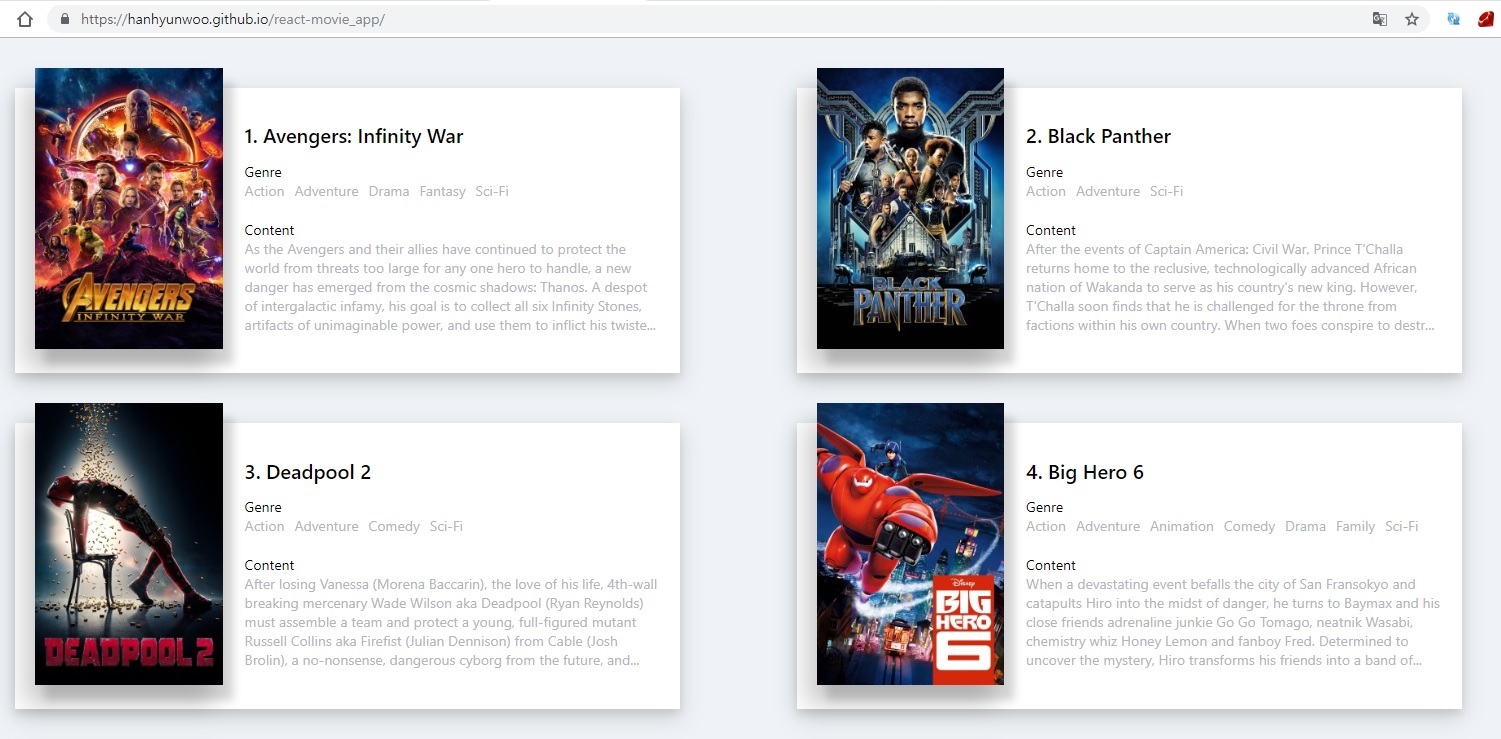 https://hanhyunwoo.github.io/react-movie_app/
AVENGERS
INFINITY WAR
1. Avengers: Infinity War
Genre
Action Adventure Drama Fantasy Sci-Fi
Content
As the Avengers and their allies have continued to protect the
world from threats too large for any one hero to handle, a new
danger has emerged from the cosmic shadows: Thanos. A despot
of intergalactic infamy, his goal is to collect all six Infinity Stones,
artifacts of unimaginable power, and use them to inflict his twiste...
BLACK
PANTHER
2. Black Panther
Genre
Action Adventure Sci-Fi
Content
After the events of Captain America: Civil War, Prince T'Challa
returns home to the reclusive, technologically advanced African
nation of Wakanda to serve as his country's new king. However,
T'Challa soon finds that he is challenged for the throne from
factions within his own country. When two foes conspire to destr...
DEADPOOL 2
3. Deadpool 2
Genre
Action Adventure Comedy Sci-Fi
Content
After losing Vanessa (Morena Baccarin), the love of his life, 4th-wall
breaking mercenary Wade Wilson aka Deadpool (Ryan Reynolds)
must assemble a team and protect a young, full-figured mutant
Russell Collins aka Firefist (Julian Dennison) from Cable (Josh
Brolin), a no-nonsense, dangerous cyborg from the future, and...
Disney
BIG
HERO
6
4. Big Hero 6
Genre
Action Adventure Animation Comedy Drama Family Sci-Fi
Content
When a devastating event befalls the city of San Fransokyo and
catapults Hiro into the midst of danger, he turns to Baymax and his
close friends adrenaline junkie Go Go Tomago, neatnik Wasabi,
chemistry whiz Honey Lemon and fanboy Fred. Determined to
uncover the mystery, Hiro transforms his friends into a band of...